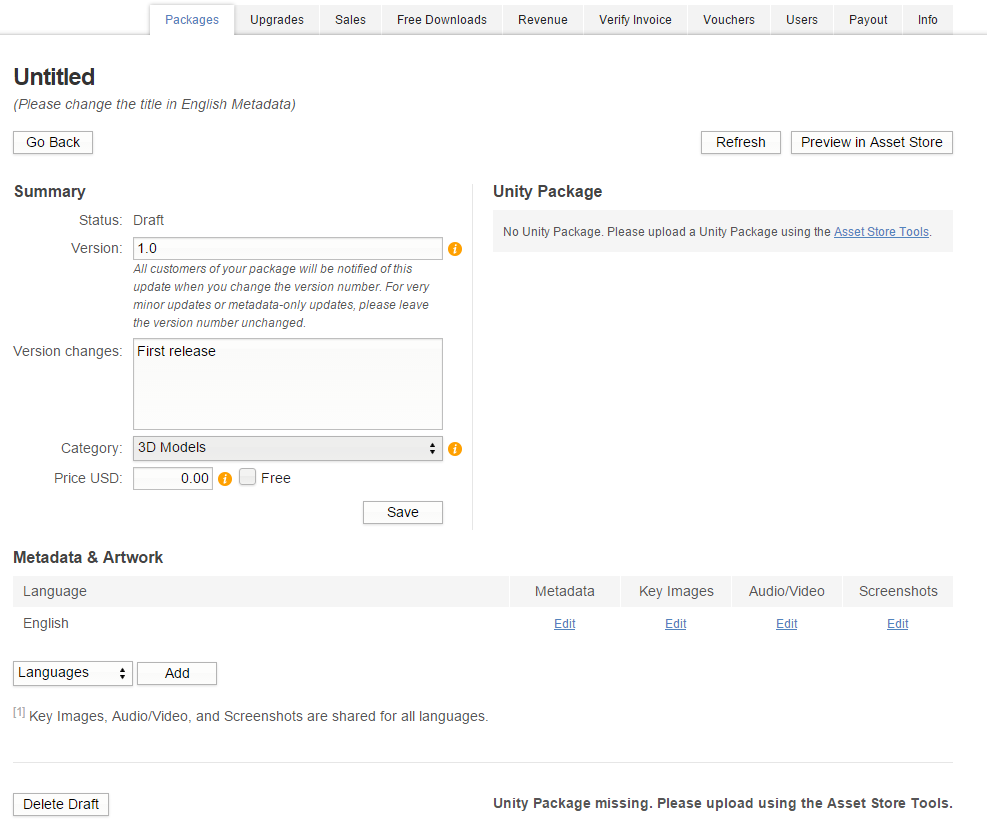 Packages Upgrades Sales Free Downloads Revenue Verify Invoice Vouchers Users Payout Info
Untitled
(Please change the title in English Metadata)
Go Back Refresh Preview in Asset Store
Summary
Status: Draft
Version: 1.0
All customers of your package will be notified of this
update when you change the version number. For very
minor updates or metadata-only updates, please leave
the version number unchanged.
Version changes: First release
Category: 3D Models
Price USD: 0.00 Free
Save
Unity Package
No Unity Package. Please upload a Unity Package using the Asset Store Tools.
Metadata & Artwork
Language Metadata Key Images Audio/Video Screenshots
English Edit Edit Edit Edit
Languages Add
[1] Key Images, Audio/Video, and Screenshots are shared for all languages.
Delete Draft Unity Package missing. Please upload using the Asset Store Tools.